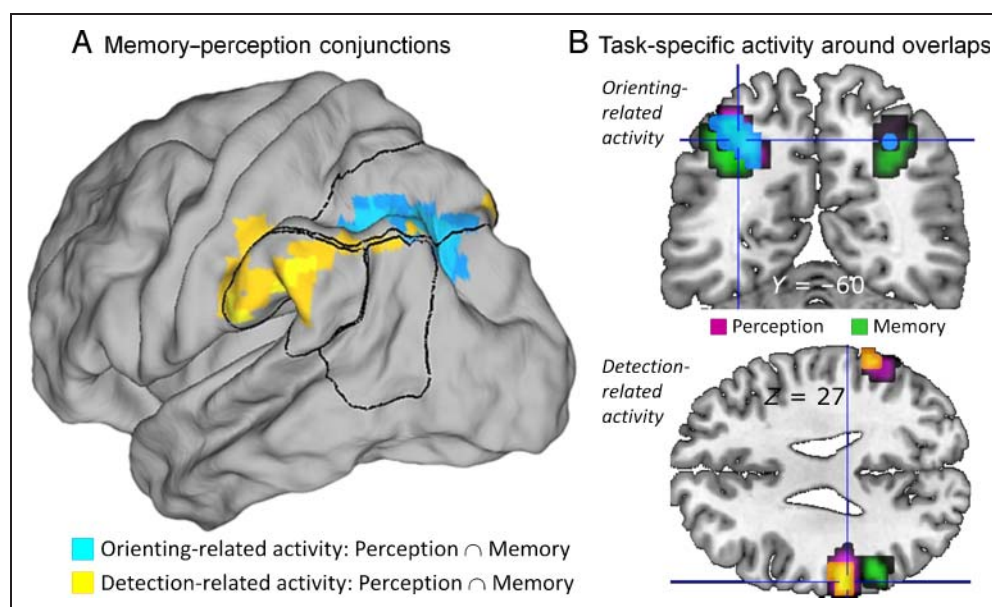 A Memory–perception conjunctions
Orienting-related activity: Perception ∩ Memory
Detection-related activity: Perception ∩ Memory
B Task-specific activity around overlaps
Orienting-
related
activity
Y = −60
Perception Memory
Detection-
related
activity
Z = 27